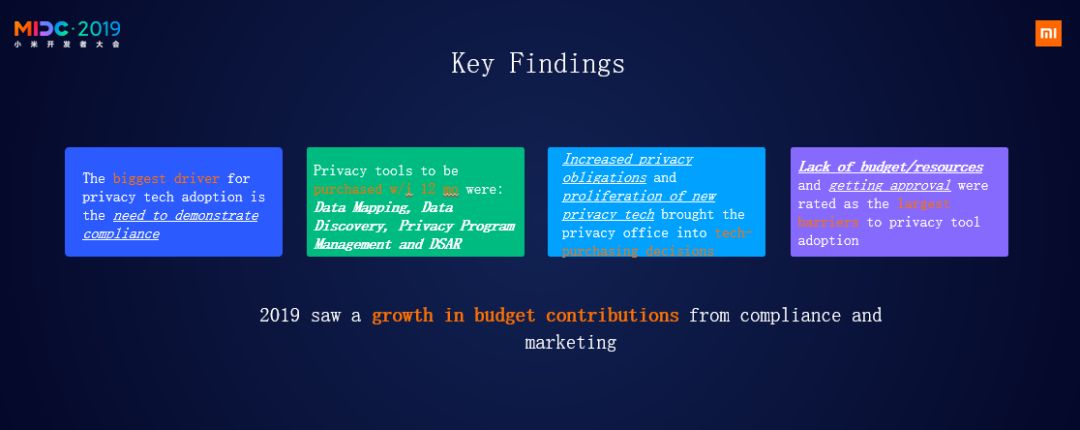 MIDC·2019
小米开发者大会
Key Findings
The biggest driver for
privacy tech adoption is
the need to demonstrate
compliance
Privacy tools to be
purchased w/i 12 mo were:
Data Mapping, Data
Discovery, Privacy Program
Management and DSAR
Increased privacy
obligations and
proliferation of new
privacy tech brought the
privacy office into tech-
purchasing decisions
Lack of budget/resources
and getting approval were
rated as the largest
barriers to privacy tool
adoption
2019 saw a growth in budget contributions from compliance and
marketing